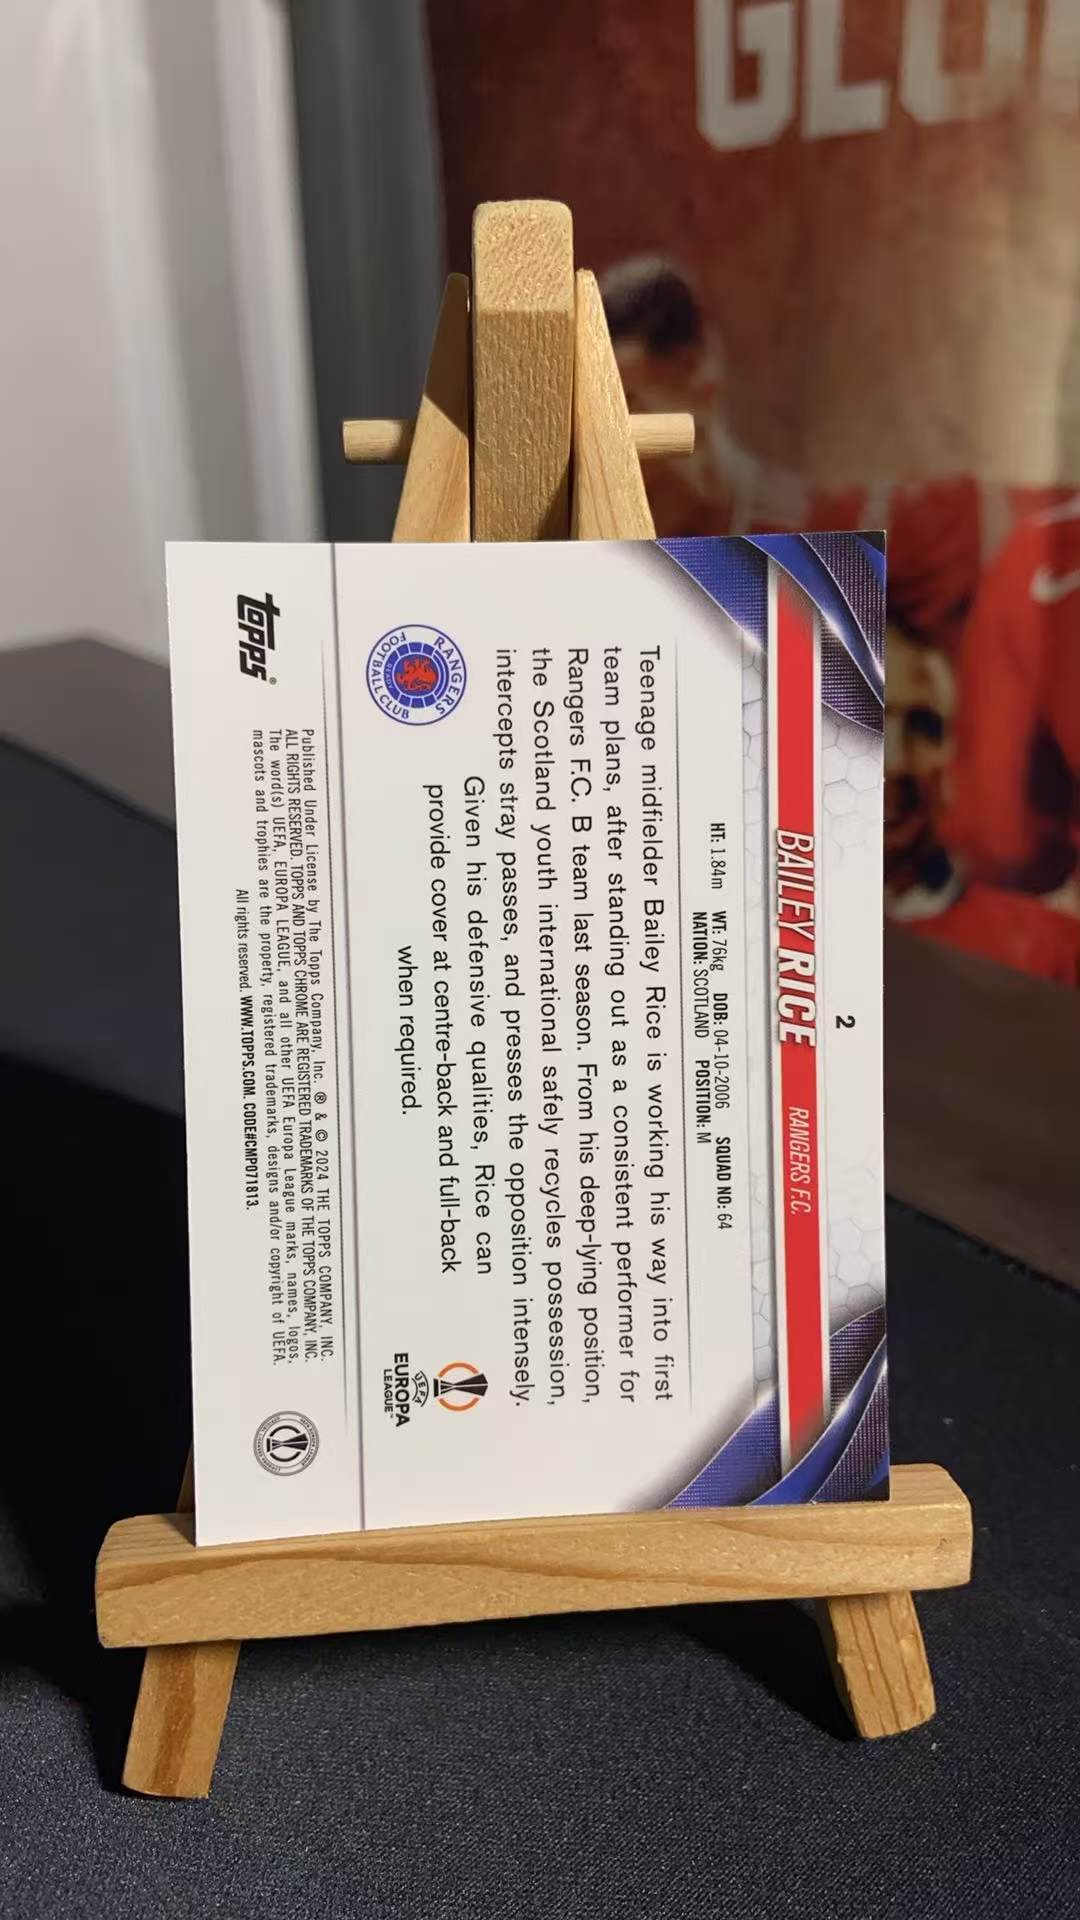 GLO
2
BAILEY RICE RANGERS F.C.
HT: 1.84m WT: 76kg DOB: 04-10-2006 SQUAD NO: 64
NATION: SCOTLAND POSITION: M
Teenage midfielder Bailey Rice is working his way into first
team plans, after standing out as a consistent performer for
Rangers F.C. B team last season. From his deep-lying position,
the Scotland youth international safely recycles possession,
intercepts stray passes, and presses the opposition intensely.
Given his defensive qualities, Rice can
provide cover at centre-back and full-back
when required.
RANGERS
FOOTBALL CLUB
READY
UEFA
EUROPA
LEAGUE™
topps®
Published Under License by The Topps Company, Inc. ® & © 2024 THE TOPPS COMPANY, INC.
ALL RIGHTS RESERVED. TOPPS AND TOPPS CHROME ARE REGISTERED TRADEMARKS OF THE TOPPS COMPANY, INC.
The word(s) UEFA, EUROPA LEAGUE, and all other UEFA Europa League marks, names, logos,
mascots and trophies are the property, registered trademarks, designs and/or copyright of UEFA.
All rights reserved. WWW.TOPPS.COM. CODE#CMP071813.